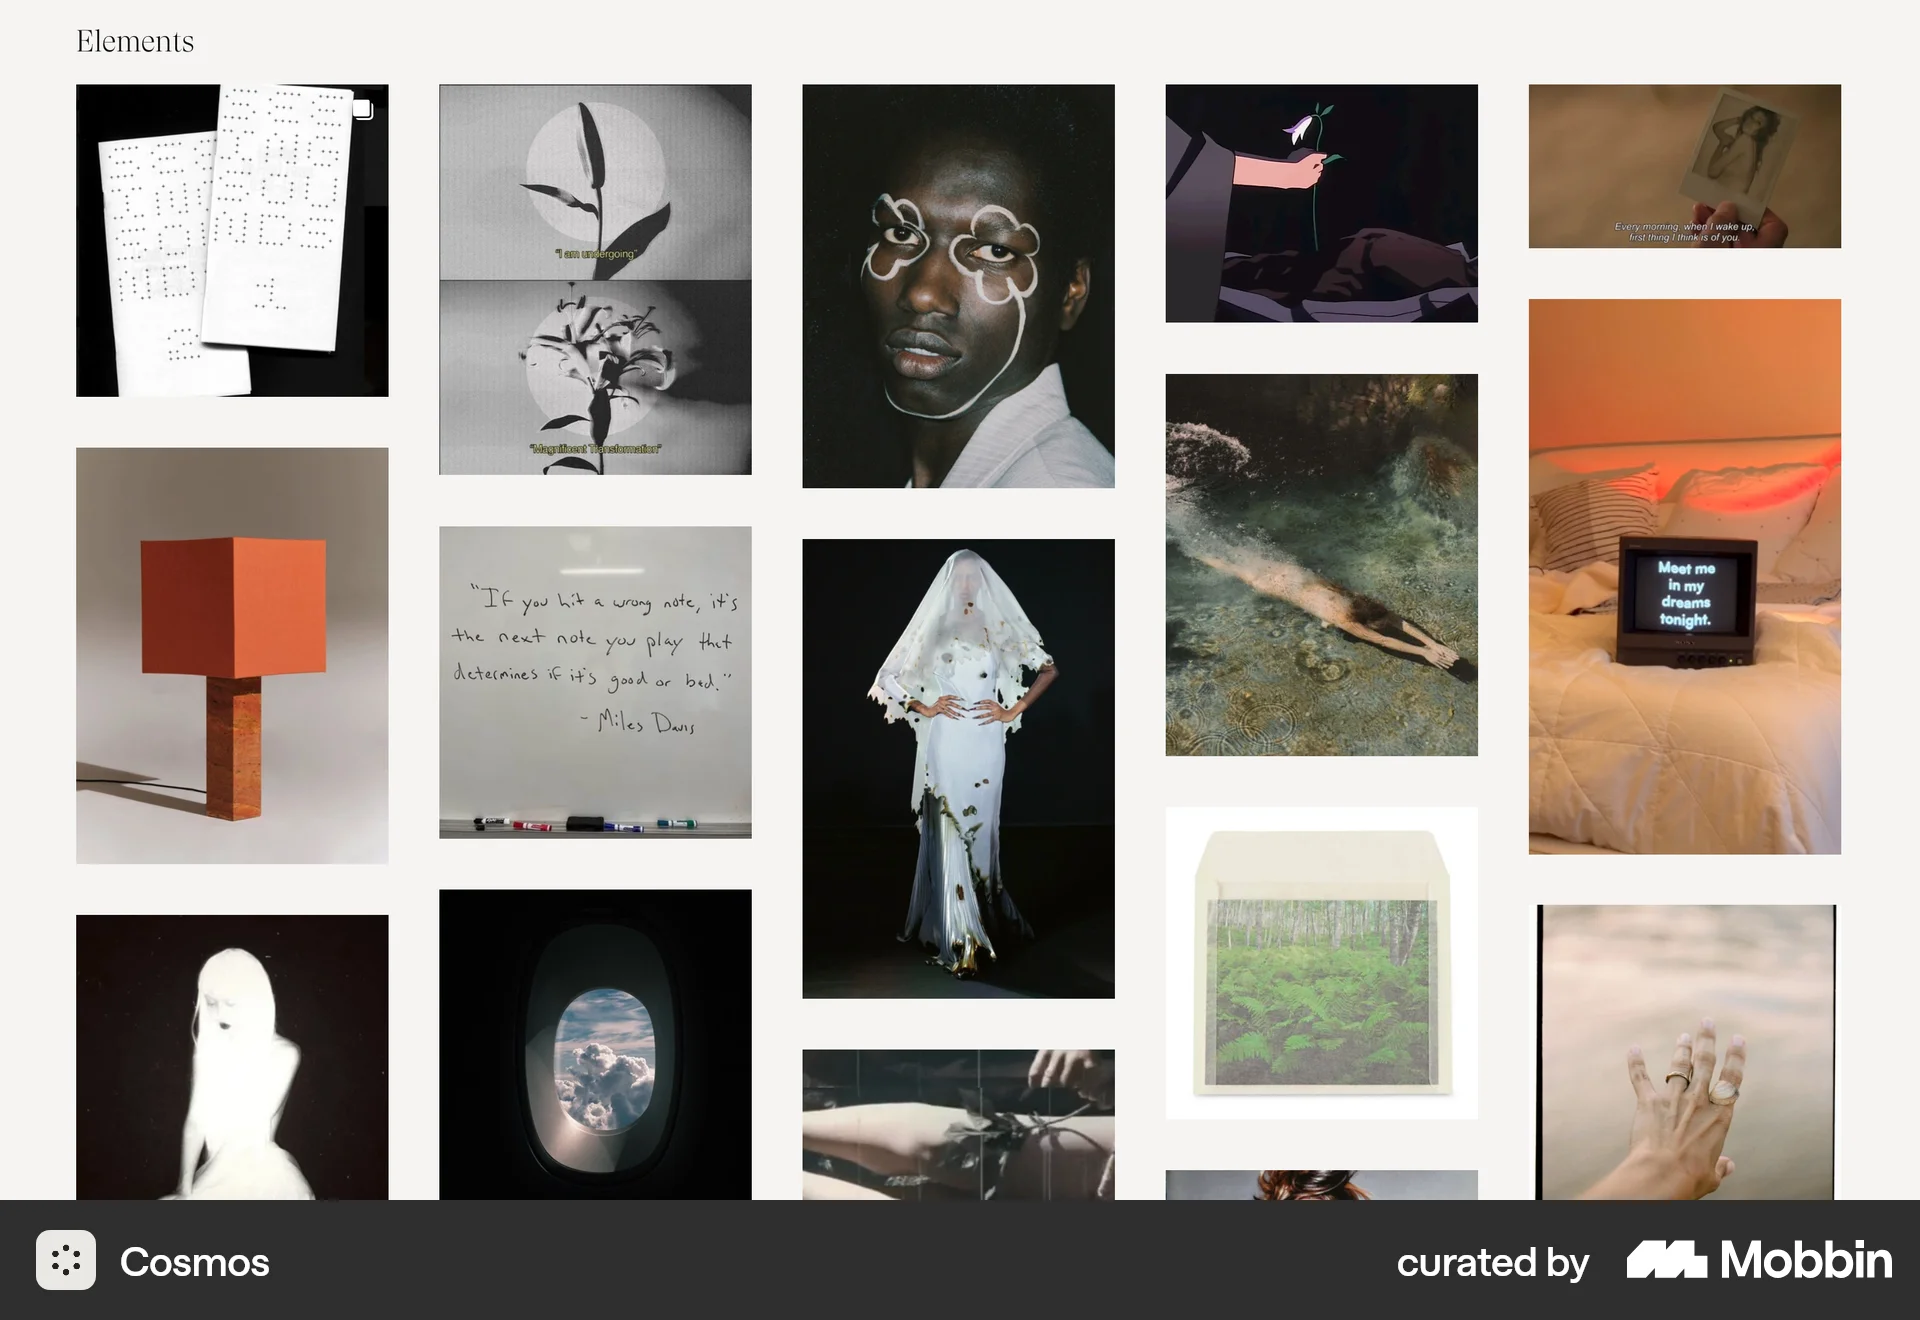 Elements
"I am undergoing"
"Magnificent Transformation"
"If you hit a wrong note, it's
the next note you play that
determines if it's good or bad."
- Miles Davis
Every morning, when I wake up,
first thing I think is of you.
Meet me
in my
dreams
tonight.
Cosmos
curated by Mobbin